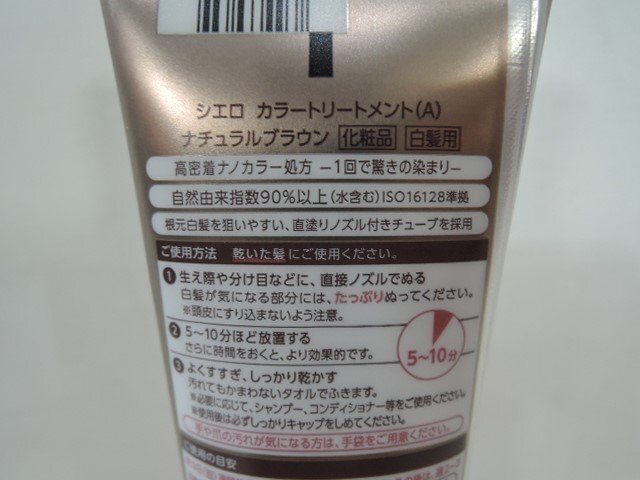 シエロ カラートリートメント(A)
ナチュラルブラウン 化粧品 白髪用
高密着ナノカラー処方 ー1回で驚きの染まりー
自然由来指数90%以上(水含む)ISO16128準拠
根元白髪を狙いやすい、直塗りノズル付きチューブを採用
ご使用方法 乾いた髪にご使用ください。
1 生え際や分け目などに、直接ノズルでぬる
白髪が気になる部分には、たっぷりぬってください。
※頭皮にすり込まないよう注意。
2 5〜10分ほど放置する
さらに時間をおくと、より効果的です。
5〜10分
3 よくすすぎ、しっかり乾かす
汚れてもかまわないタオルでふきます。
※必要に応じて、シャンプー、コンディショナー等をご使用ください。
※使用後は必ずしっかりキャップをしめてください。
手や爪の汚れが気になる方は、手袋をご用意ください。
ご使用の目安